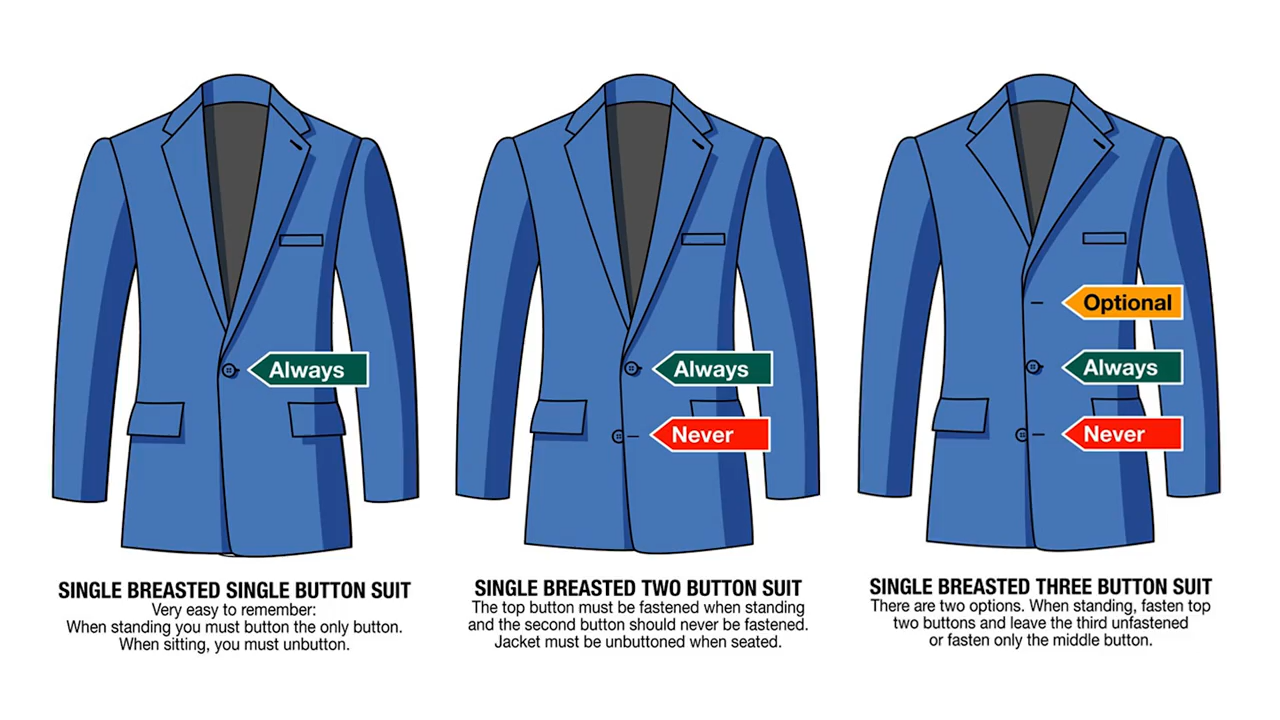 Always
Always
Never
Optional
Always
Never
SINGLE BREASTED SINGLE BUTTON SUIT
Very easy to remember:
When standing you must button the only button.
When sitting, you must unbutton.
SINGLE BREASTED TWO BUTTON SUIT
The top button must be fastened when standing
and the second button should never be fastened.
Jacket must be unbuttoned when seated.
SINGLE BREASTED THREE BUTTON SUIT
There are two options. When standing, fasten top
two buttons and leave the third unfastened
or fasten only the middle button.